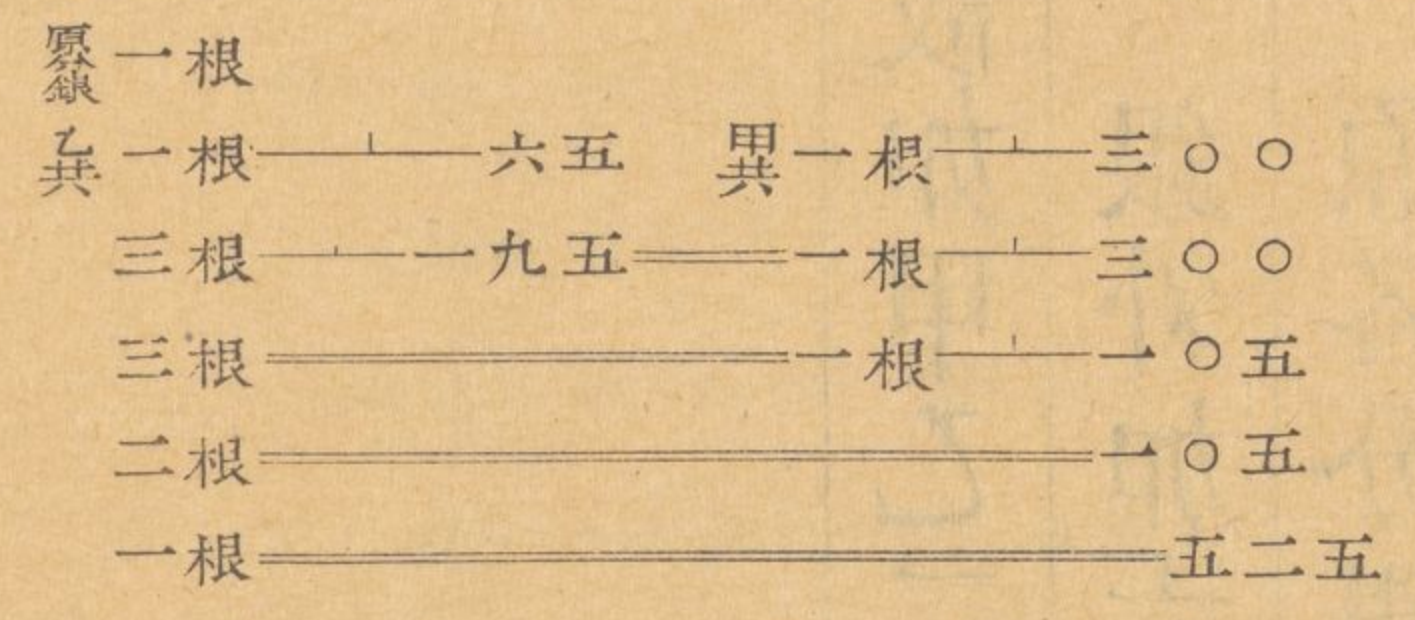 原分銀一根
乙共一根⊥六五 甲共一根⊥三〇〇
三根⊥一九五＝一根⊥三〇〇
三根＝一根⊥一〇五
二根＝一〇五
一根＝五二五